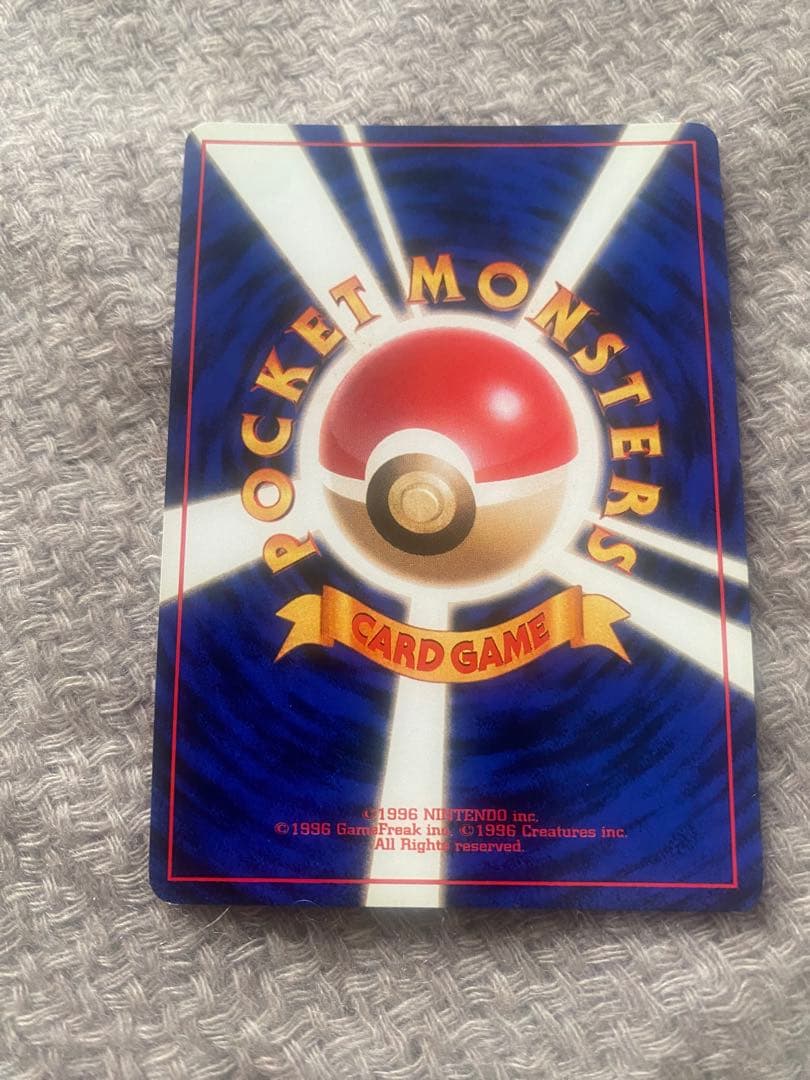 POCKET MONSTERS
CARD GAME
©1996 NINTENDO inc.
©1996 GameFreak inc. ©1996 Creatures inc.
All Rights reserved.